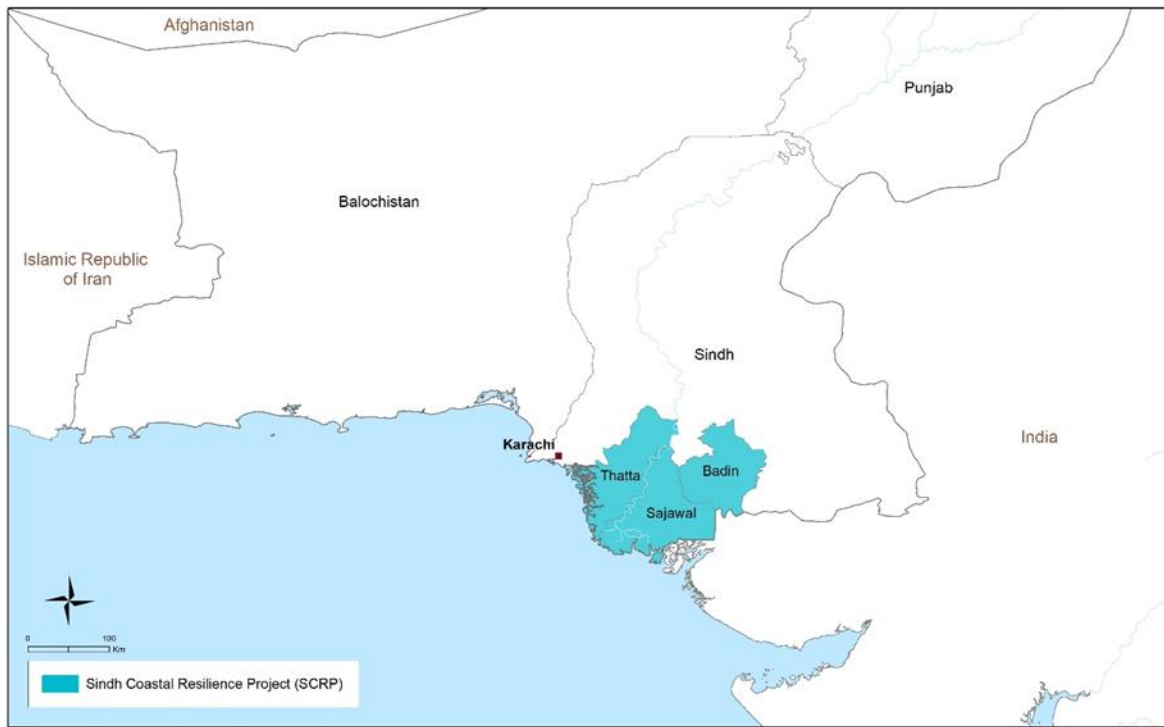 Afghanistan
Punjab
Balochistan
Islamic Republic
of Iran
Sindh
Karachi
India
Thatta
Badin
Sajawal
0 100
Km
Sindh Coastal Resilience Project (SCRP)